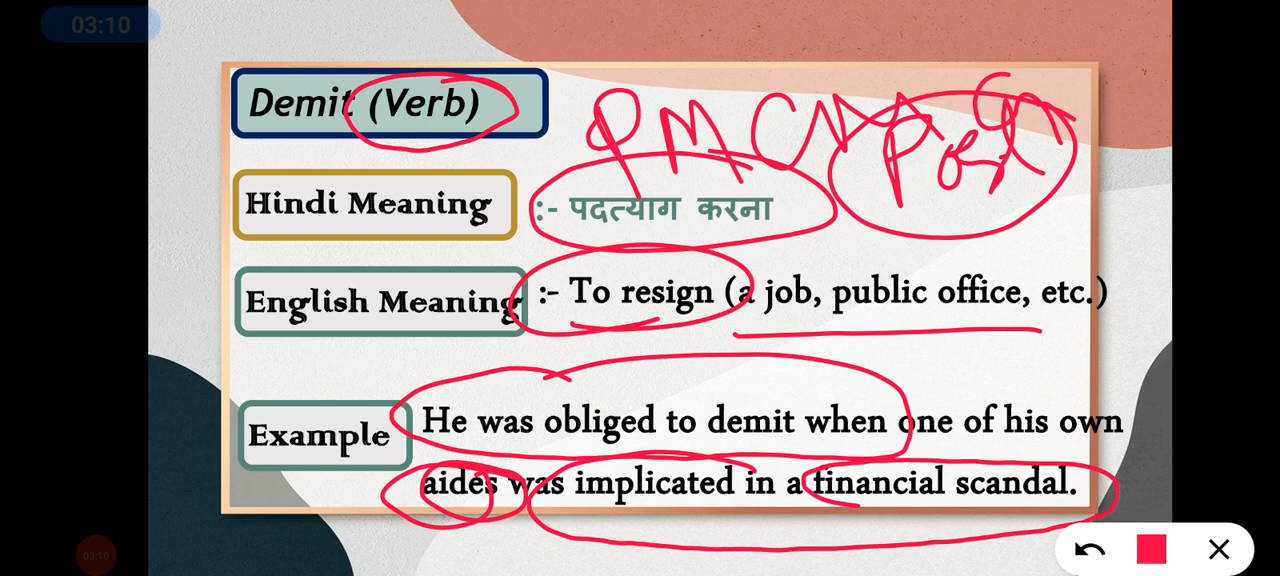 03:10
Demit (Verb)
PM CM Post
Hindi Meaning :- पदत्याग करना
English Meaning :- To resign (a job, public office, etc.)
Example He was obliged to demit when one of his own
aides was implicated in a financial scandal.
03:10